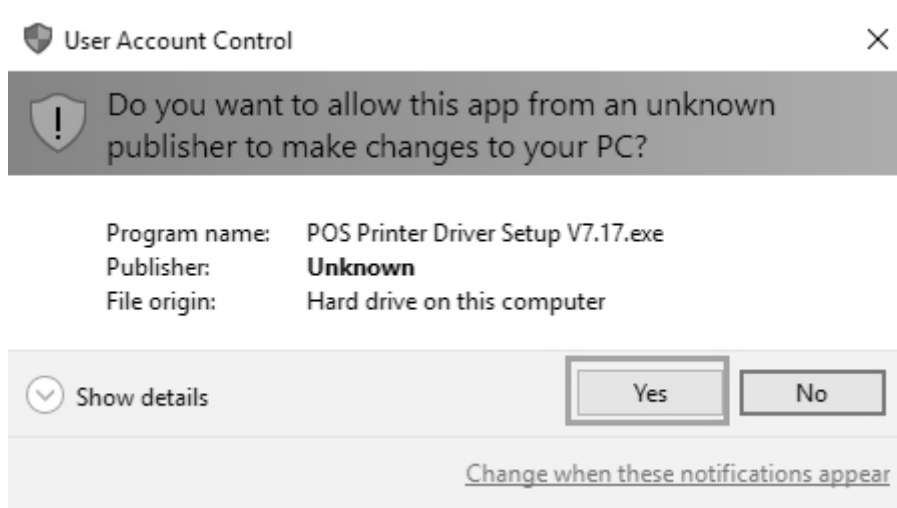 User Account Control
Do you want to allow this app from an unknown
publisher to make changes to your PC?
Program name: POS Printer Driver Setup V7.17.exe
Publisher: Unknown
File origin: Hard drive on this computer
Show details
Yes No
Change when these notifications appear